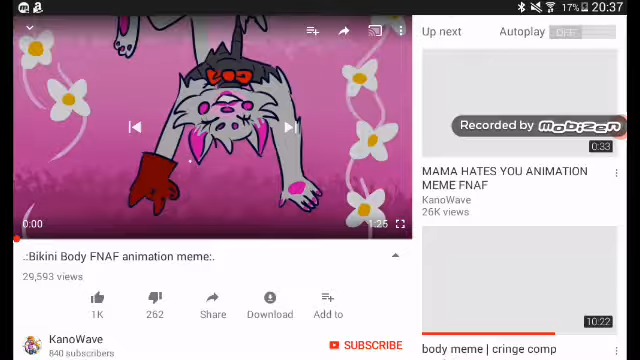 17% 20:37
Up next
Autoplay OFF
Recorded by mobizen
0:33
MAMA HATES YOU ANIMATION
MEME FNAF
KanoWave
26K views
0:00
1:25
.:Bikini Body FNAF animation meme:.
29,593 views
1K
262
Share
Download
Add to
KanoWave
840 subscribers
SUBSCRIBE
10:22
body meme | cringe comp